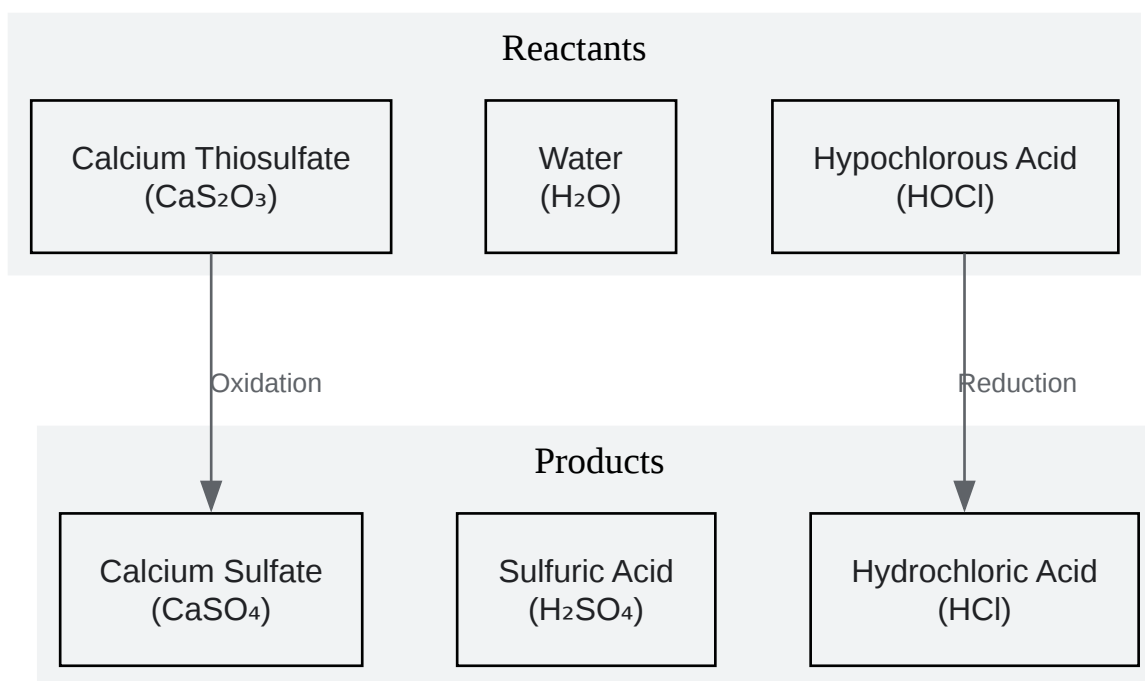 Reactants
Calcium Thiosulfate
(CaS₂O₃)
Water
(H₂O)
Hypochlorous Acid
(HOCl)
Oxidation
Reduction
Products
Calcium Sulfate
(CaSO₄)
Sulfuric Acid
(H₂SO₄)
Hydrochloric Acid
(HCl)